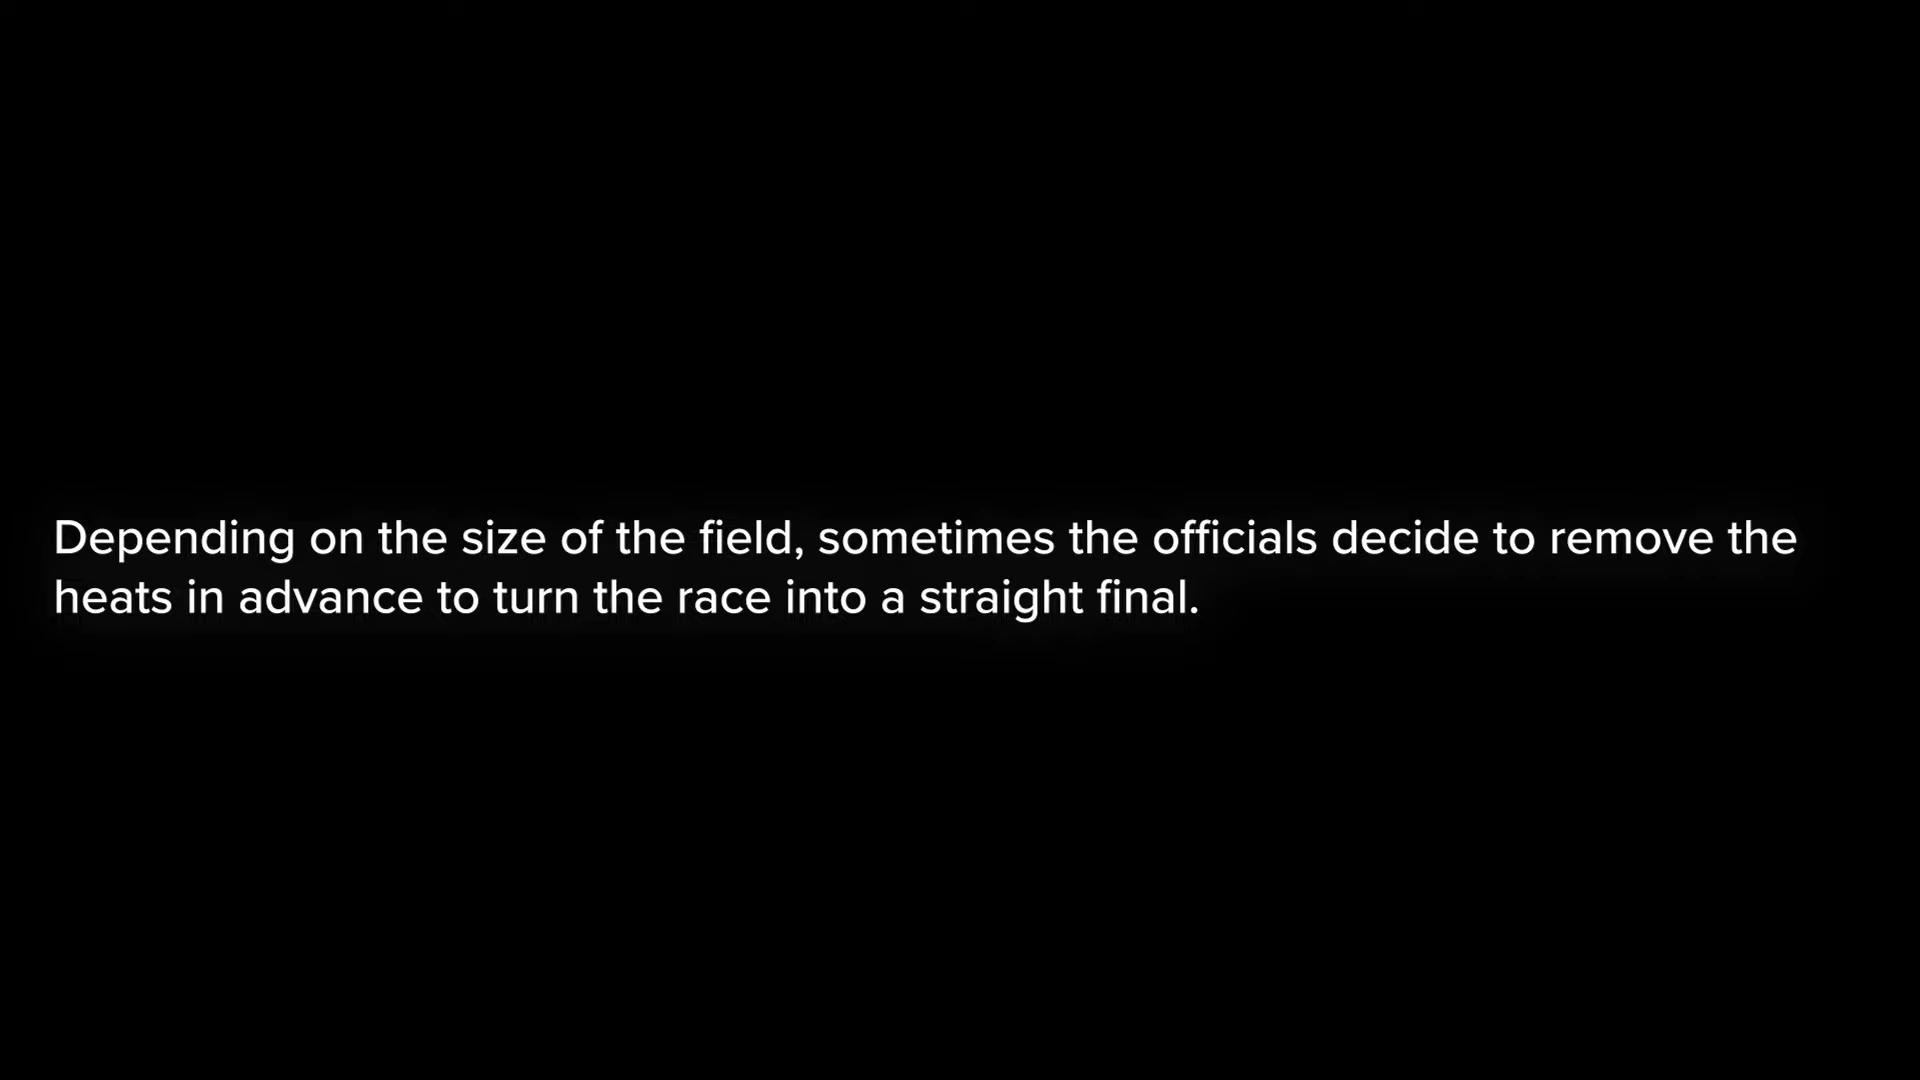 Depending on the size of the field, sometimes the officials decide to remove the
heats in advance to turn the race into a straight final.